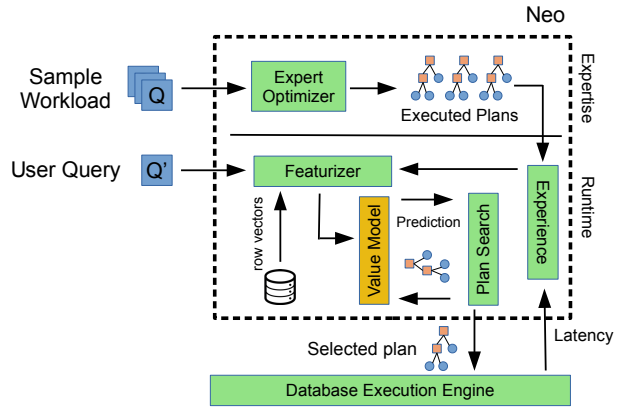 Neo
Sample
Workload
Q
Expert
Optimizer
Executed Plans
Expertise
User Query
Q'
Featurizer
Runtime
Experience
row vectors
Value Model
Prediction
Plan Search
Selected plan
Latency
Database Execution Engine